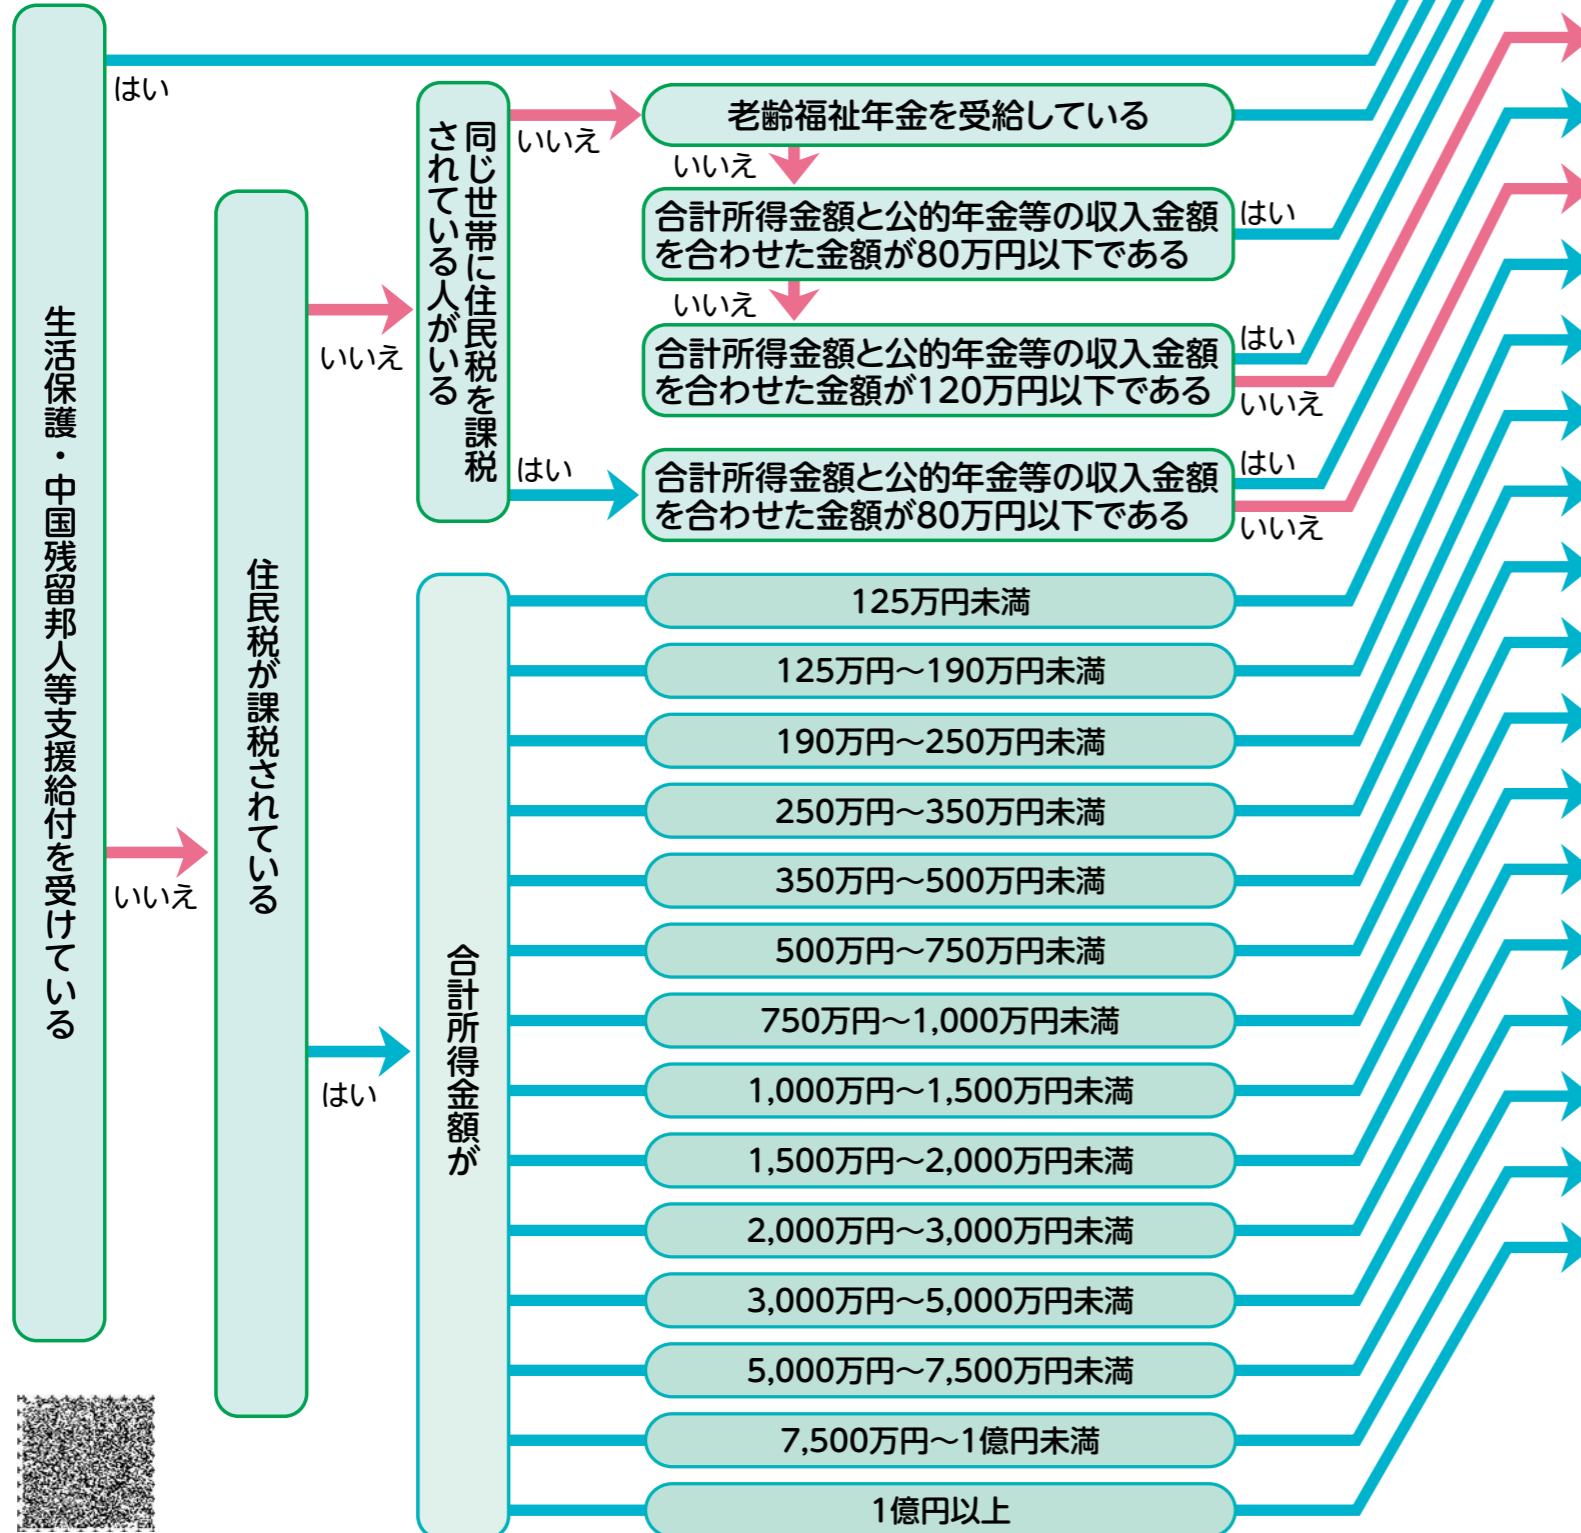 生活保護・中国残留邦人等支援給付を受けている
はい
いいえ
住民税が課税されている
いいえ
はい
同じ世帯に住民税を課税
されている人がいる
いいえ
はい
老齢福祉年金を受給している
いいえ
合計所得金額と公的年金等の収入金額
を合わせた金額が80万円以下である
はい
いいえ
合計所得金額と公的年金等の収入金額
を合わせた金額が120万円以下である
はい
いいえ
合計所得金額と公的年金等の収入金額
を合わせた金額が80万円以下である
はい
いいえ
合計所得金額が
125万円未満
125万円～190万円未満
190万円～250万円未満
250万円～350万円未満
350万円～500万円未満
500万円～750万円未満
750万円～1,000万円未満
1,000万円～1,500万円未満
1,500万円～2,000万円未満
2,000万円～3,000万円未満
3,000万円～5,000万円未満
5,000万円～7,500万円未満
7,500万円～1億円未満
1億円以上